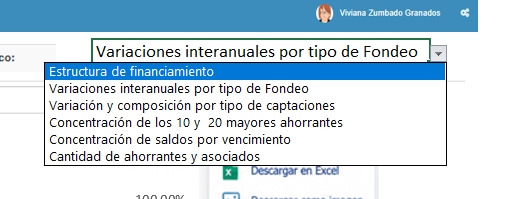 Viviana Zumbado Granados
co:
Variaciones interanuales por tipo de Fondeo
Estructura de financiamiento
Variaciones interanuales por tipo de Fondeo
Variación y composición por tipo de captaciones
Concentración de los 10 y  20 mayores ahorrantes
Concentración de saldos por vencimiento
Cantidad de ahorrantes y asociados
Descargar en Excel